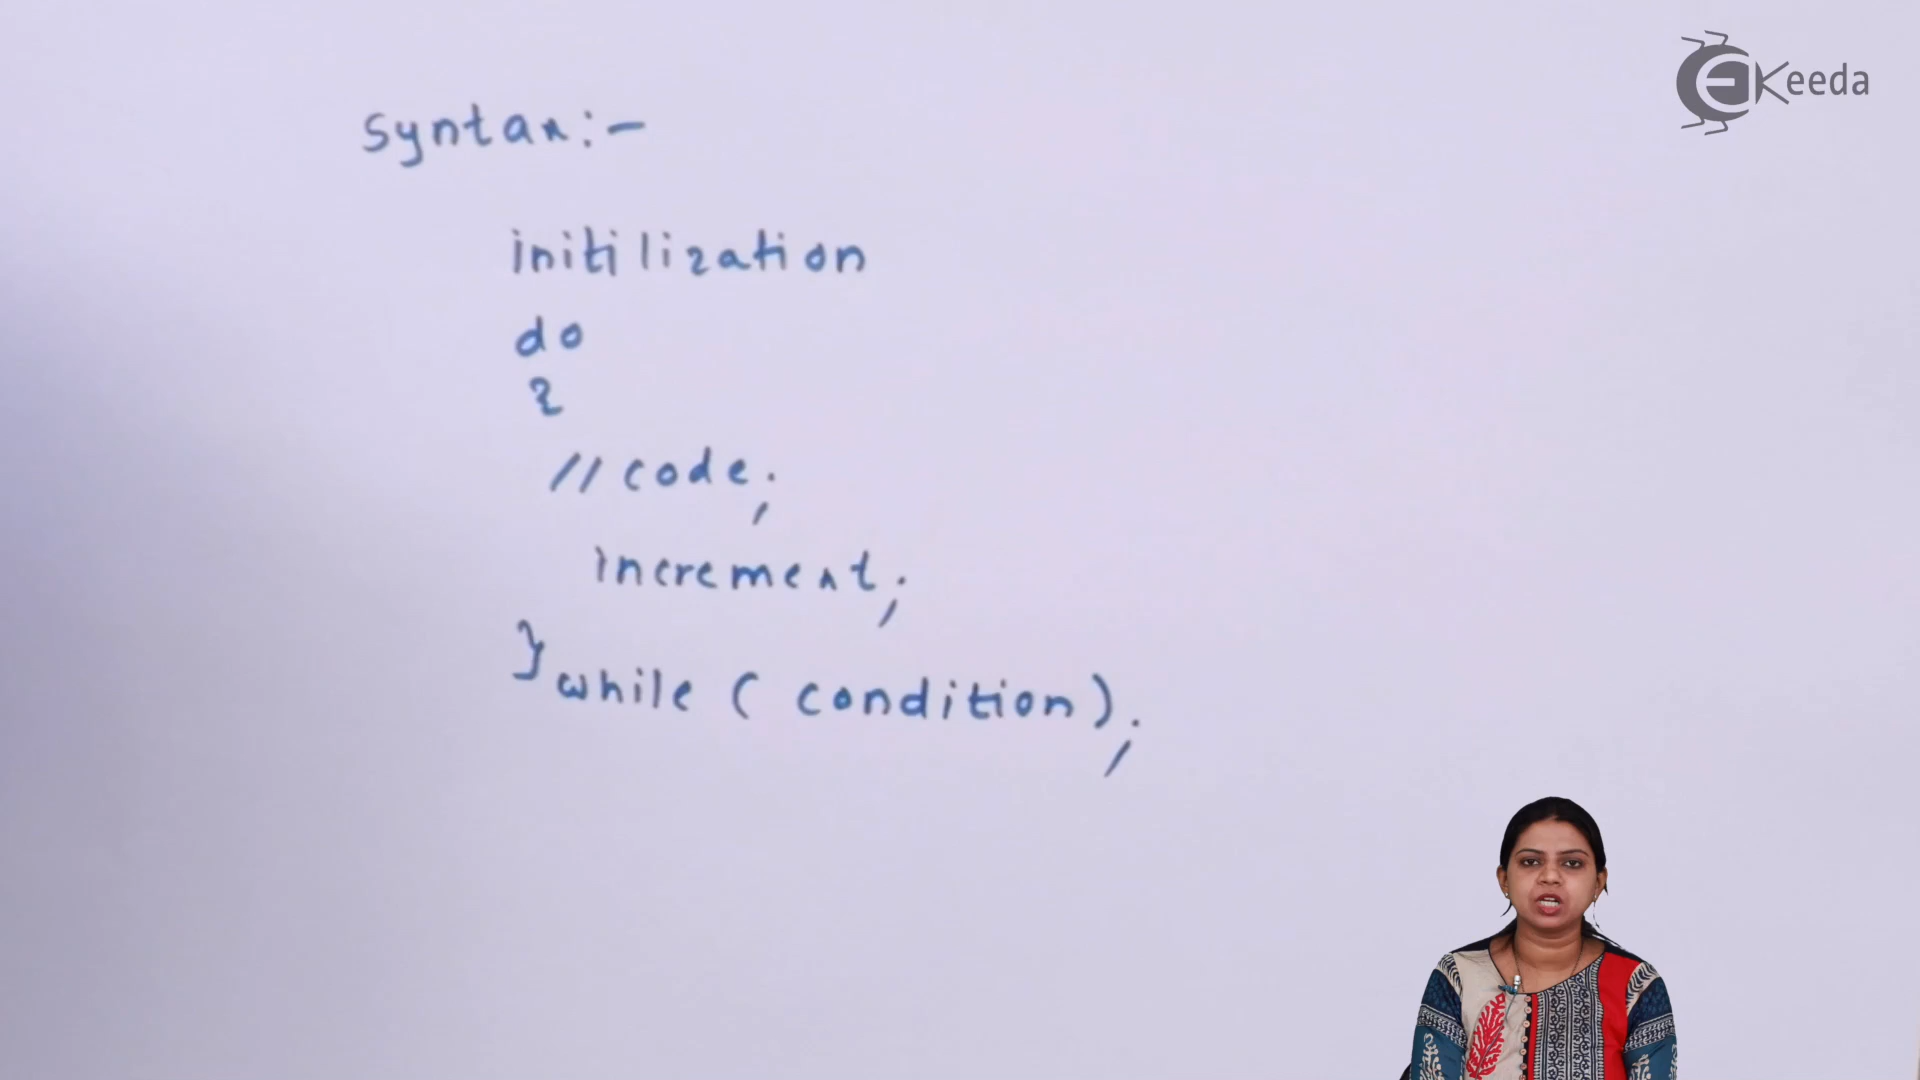 Keeda
syntax:-
initilization
do
{
//code;
increment;
} while ( condition);